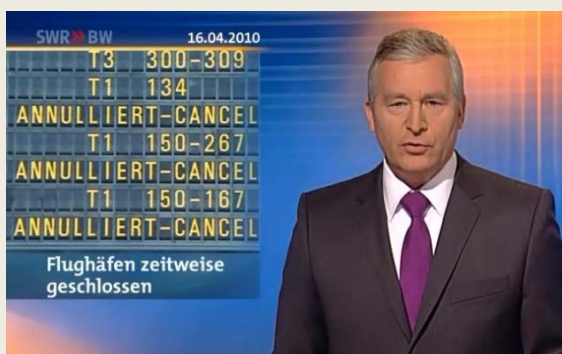 SWR» BW
16.04.2010
T3 300-309
T1 134
ANNULLIERT-CANCEL
T1 150-267
ANNULLIERT-CANCEL
T1 150-167
ANNULLIERT-CANCEL
Flughäfen zeitweise
geschlossen